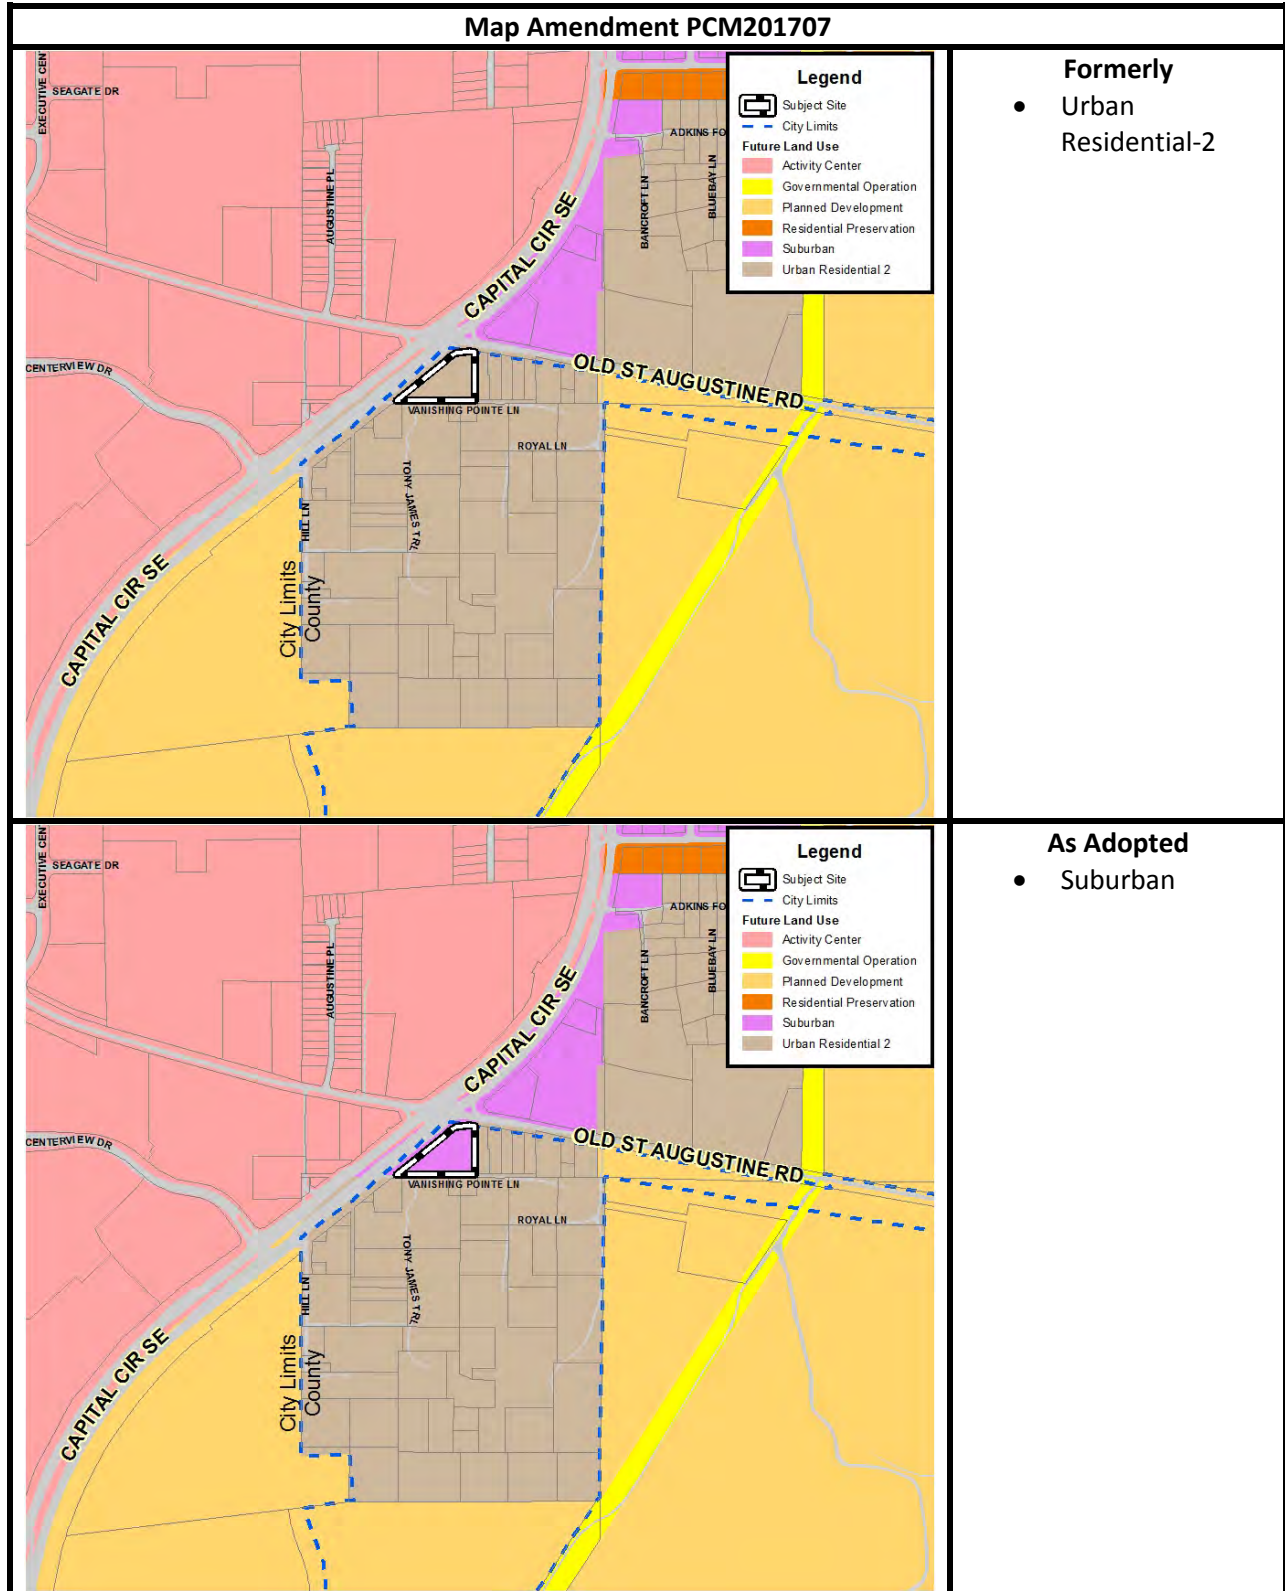 Map Amendment PCM201707
EXECUTIVE CEN
SEAGATE DR
AUGUSTINE PL
CAPITAL CIR SE
ADKINS FO
BANCROFT LN
BLUEBAY LN
Legend
Subject Site
City Limits
Future Land Use
Activity Center
Governmental Operation
Planned Development
Residential Preservation
Suburban
Urban Residential 2
CENTERVIEW DR
OLD ST AUGUSTINE RD
VANISHING POINTE LN
ROYAL LN
TONY JAMES TRL
HILL LN
City Limits
County
CAPITAL CIR SE
Formerly
• Urban
Residential-2
EXECUTIVE CEN
SEAGATE DR
AUGUSTINE PL
CAPITAL CIR SE
ADKINS FO
BANCROFT LN
BLUEBAY LN
Legend
Subject Site
City Limits
Future Land Use
Activity Center
Governmental Operation
Planned Development
Residential Preservation
Suburban
Urban Residential 2
CENTERVIEW DR
OLD ST AUGUSTINE RD
VANISHING POINTE LN
ROYAL LN
TONY JAMES TRL
HILL LN
City Limits
County
CAPITAL CIR SE
As Adopted
• Suburban